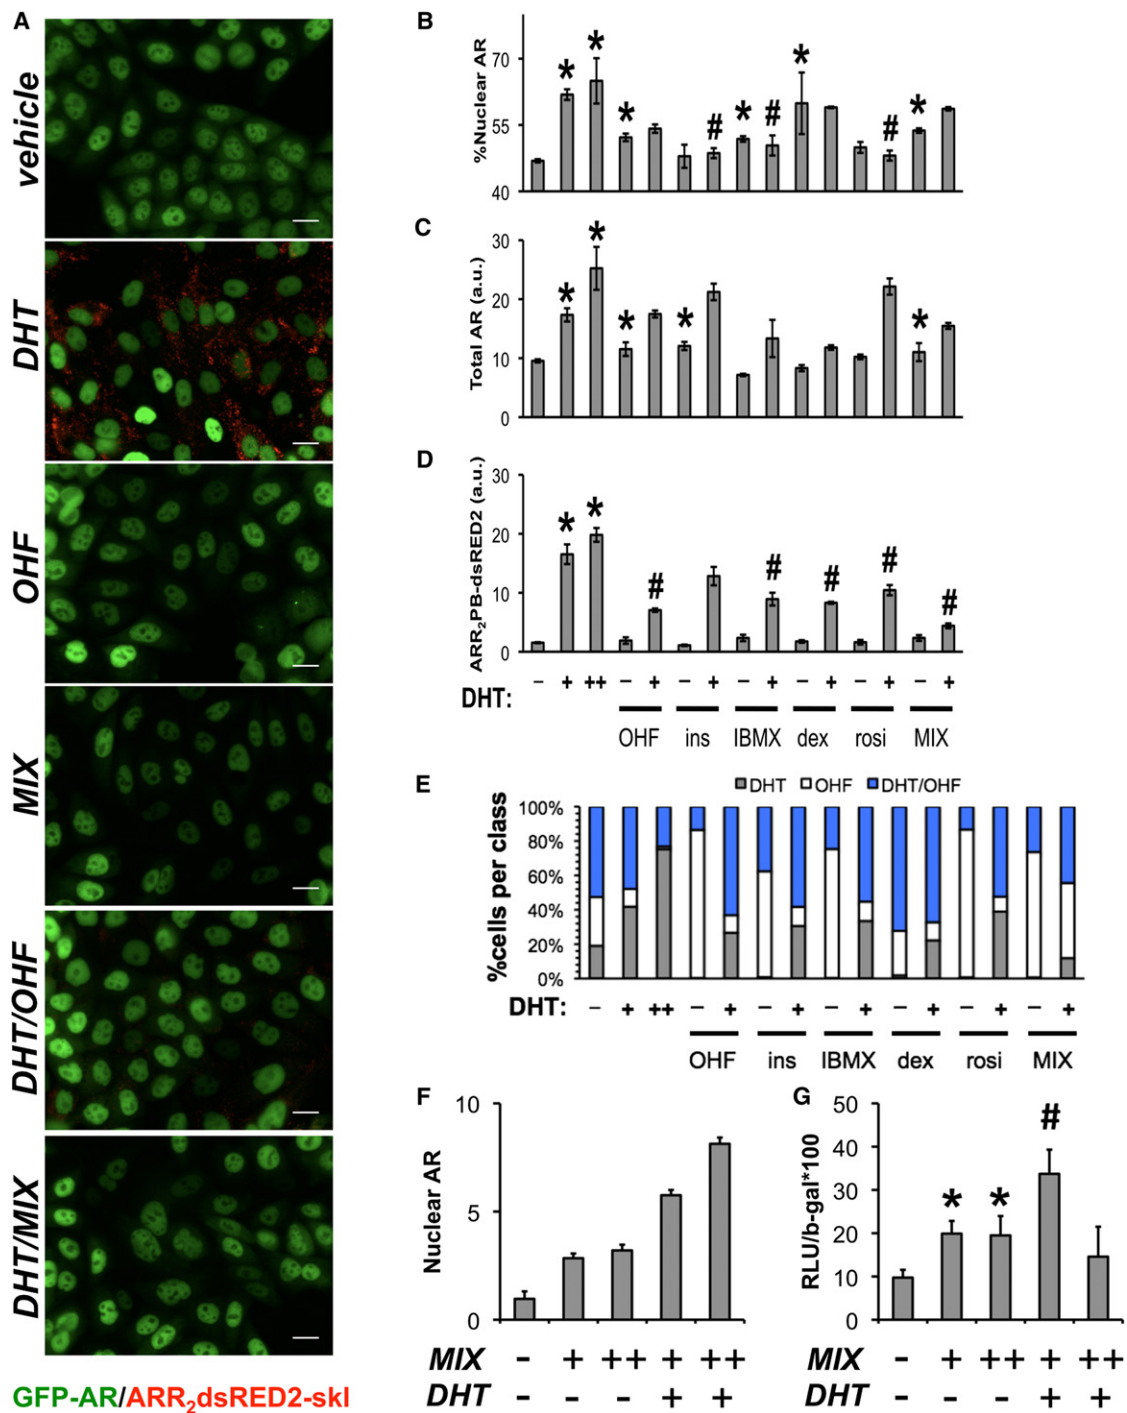 A
vehicle
DHT
OHF
MIX
DHT/OHF
DHT/MIX
GFP-AR/ARR2dsRED2-skl
B
%Nuclear AR
70
55
40
* * * # * # * # *
C
Total AR (a.u.)
30
20
10
0
* * * * *
D
ARR2PB-dsRED2 (a.u.)
30
20
10
0
* * # # # # #
DHT: – + ++ – + – + – + – + – + – +
OHF ins IBMX dex rosi MIX
E
DHT OHF DHT/OHF
%cells per class
100%
80%
60%
40%
20%
0%
DHT: – + ++ – + – + – + – + – + – +
OHF ins IBMX dex rosi MIX
F
Nuclear AR
10
5
0
MIX - + ++ + ++
DHT - + +
G
RLU/b-gal*100
50
40
30
20
10
0
* * #
MIX - + ++ + ++
DHT - + +